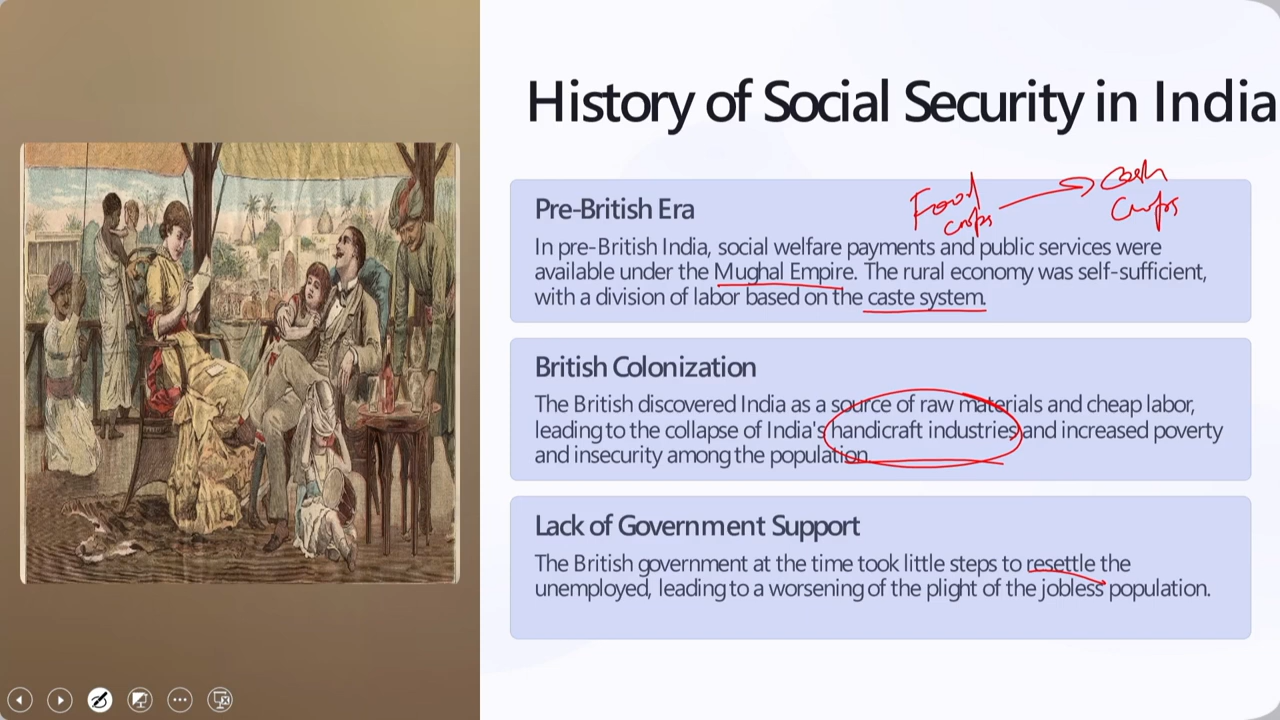 History of Social Security in India
Food crops → Cash Crops
Pre-British Era
In pre-British India, social welfare payments and public services were
available under the Mughal Empire. The rural economy was self-sufficient,
with a division of labor based on the caste system.
British Colonization
The British discovered India as a source of raw materials and cheap labor,
leading to the collapse of India's handicraft industries and increased poverty
and insecurity among the population.
Lack of Government Support
The British government at the time took little steps to resettle the
unemployed, leading to a worsening of the plight of the jobless population.